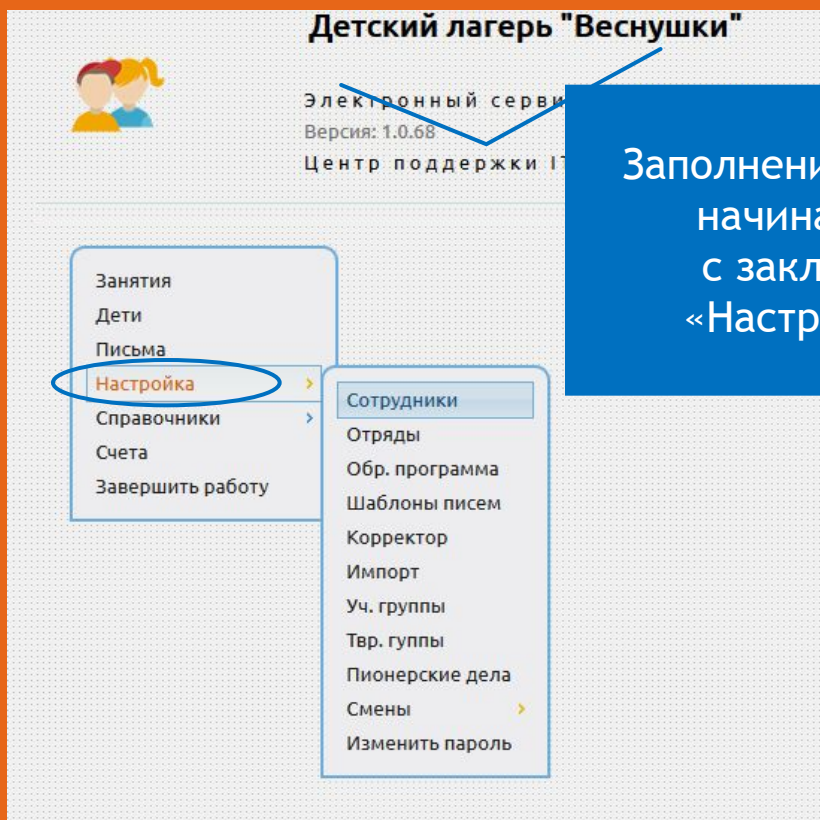 Детский лагерь "Веснушки"
Электронный серви
Версия: 1.0.68
Центр поддержки
Заполнени
начина
с закл
«Настр
Занятия
Дети
Письма
Настройка
Справочники
Счета
Завершить работу
Сотрудники
Отряды
Обр. программа
Шаблоны писем
Корректор
Импорт
Уч. группы
Твр. гуппы
Пионерские дела
Смены
Изменить пароль